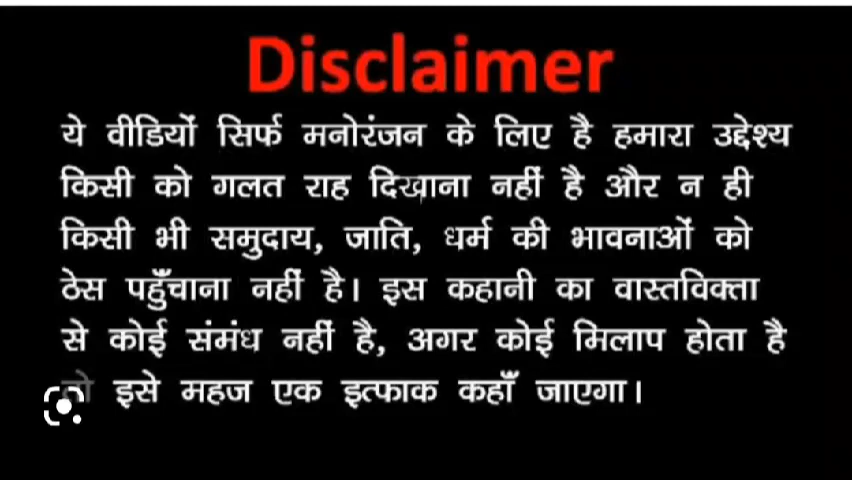 Disclaimer
ये वीडियों सिर्फ मनोरंजन के लिए है हमारा उद्देश्य
किसी को गलत राह दिखाना नहीं है और न ही
किसी भी समुदाय, जाति, धर्म की भावनाओं को
ठेस पहुँचाना नहीं है। इस कहानी का वास्तविक्ता
से कोई संमंध नहीं है, अगर कोई मिलाप होता है
इसे महज एक इत्फाक कहाँ जाएगा।